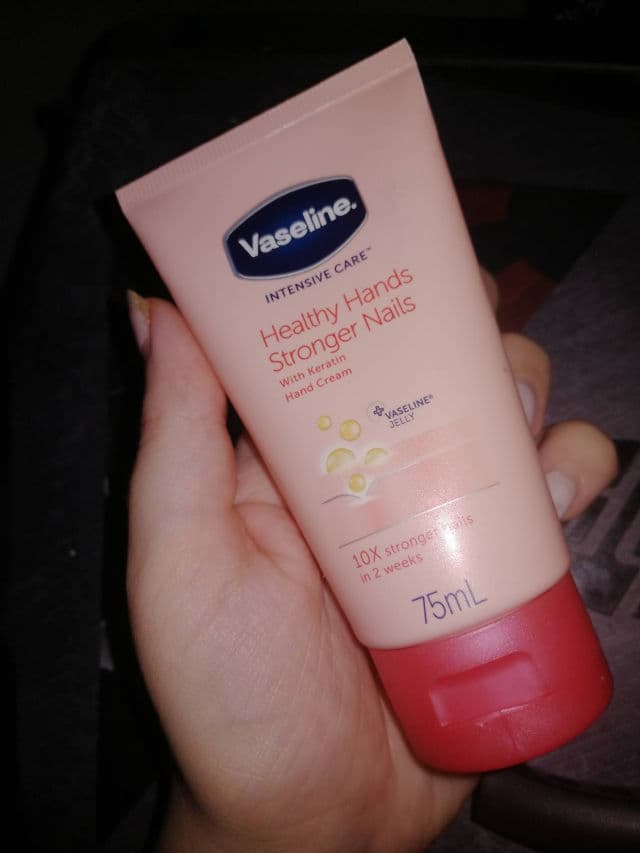 Vaseline.
INTENSIVE CARE™
Healthy Hands
Stronger Nails
With Keratin
Hand Cream
VASELINE®
JELLY
10X stronger nails
in 2 weeks
75mL